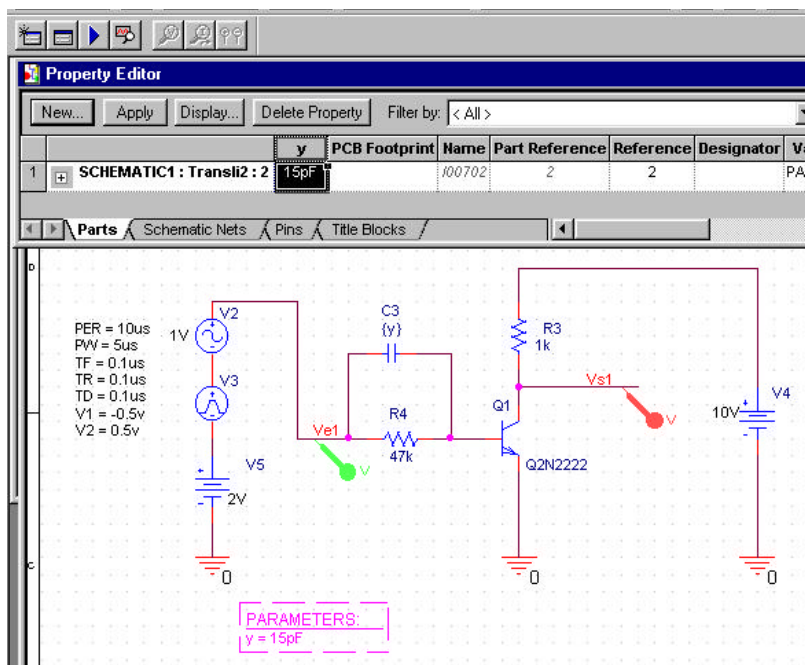 Property Editor
New... Apply Display... Delete Property Filter by: < All >
y PCB Footprint Name Part Reference Reference Designator Va
1 SCHEMATIC1 : Transli2 : 2 15pF I00702 2 2 PA
Parts Schematic Nets Pins Title Blocks
D
PER = 10us
PW = 5us
TF = 0.1us
TR = 0.1us
TD = 0.1us
V1 = -0.5v
V2 = 0.5v
1V V2
V3
V5
2V
0
C3
{y}
Ve1
R4
47k
V
R3
1k
Q1
Q2N2222
Vs1
V
0
V4
10V
0
C
PARAMETERS:
y = 15pF